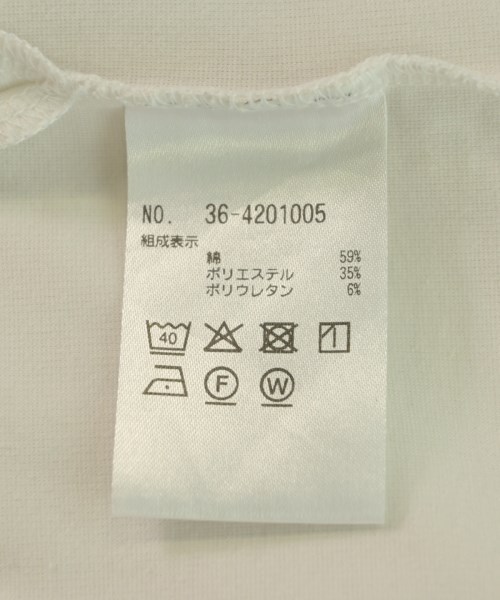 NO. 36-4201005
組成表示
綿 59%
ポリエステル 35%
ポリウレタン 6%
40
F W